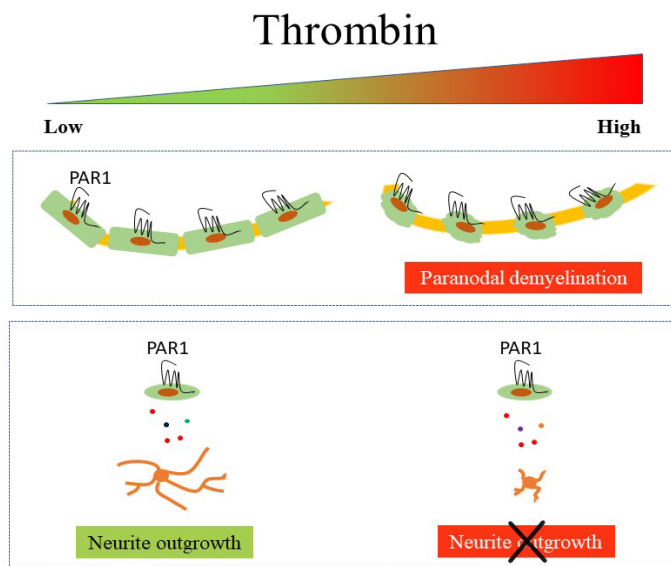 Thrombin
Low High
PAR1
Paranodal demyelination
PAR1 PAR1
Neurite outgrowth Neurite outgrowth